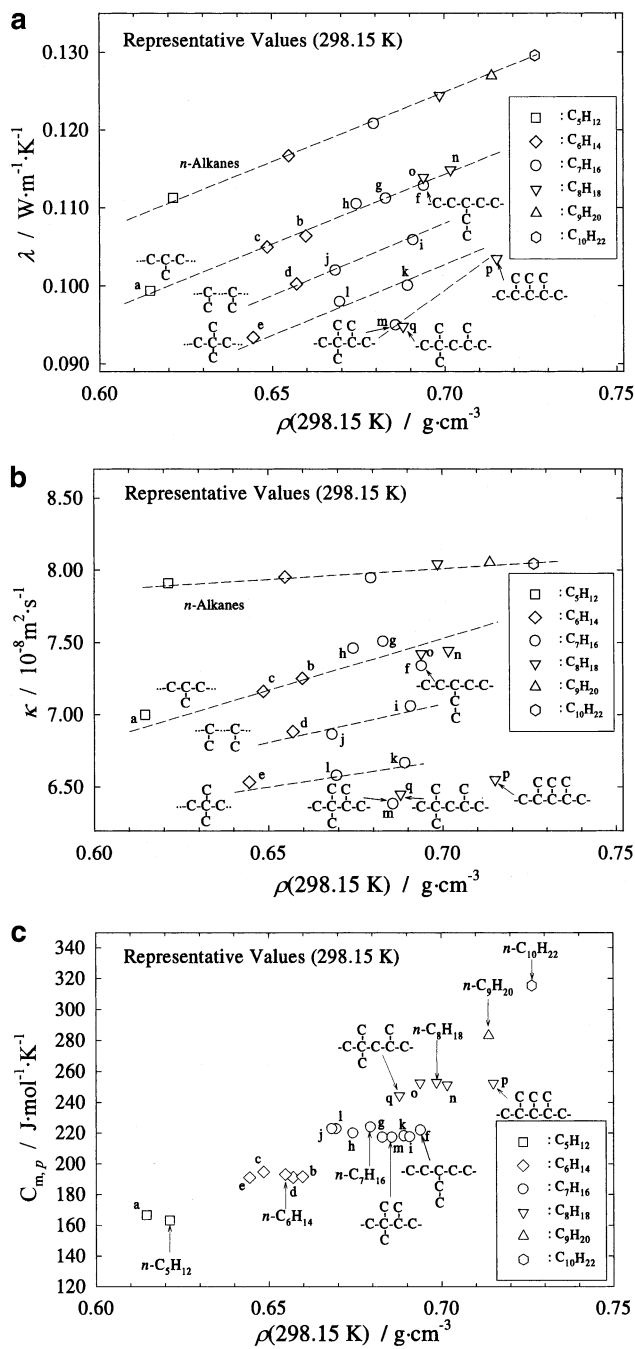 a
Representative Values (298.15 K)
0.130
0.120
0.110
0.100
0.090
λ / W·m⁻¹·K⁻¹
n-Alkanes
: C₅H₁₂
: C₆H₁₄
: C₇H₁₆
: C₈H₁₈
: C₉H₂₀
: C₁₀H₂₂
a
b
c
d
e
f
g
h
i
j
k
l
m
n
o
p
q
C-C-C
C
C-C
C C
C
C-C-C
C
-C-C-C-C-C-
C
C
C C
-C-C-C-C-
C
C C
-C-C-C-C-C-
C
C C C
-C-C-C-C-C-
0.60 0.65 0.70 0.752
ρ(298.15 K) / g·cm⁻³
b
Representative Values (298.15 K)
8.50
8.00
7.50
7.00
6.50
κ / 10⁻⁸m²·s⁻¹
n-Alkanes
: C₅H₁₂
: C₆H₁₄
: C₇H₁₆
: C₈H₁₈
: C₉H₂₀
: C₁₀H₂₂
a
b
c
d
e
f
g
h
i
j
k
l
m
n
o
p
q
C-C-C
C
C-C
C C
C
C-C-C
C
-C-C-C-C-C-
C
C
C C
-C-C-C-C-
C
C C
-C-C-C-C-C-
C
C C C
-C-C-C-C-C-
0.60 0.65 0.70 0.752
ρ(298.15 K) / g·cm⁻³
c
Representative Values (298.15 K)
340
320
300
280
260
240
220
200
180
160
140
120
Cₘ,ₚ / J·mol⁻¹·K⁻¹
n-C₁₀H₂₂
n-C₉H₂₀
n-C₈H₁₈
n-C₇H₁₆
n-C₆H₁₄
n-C₅H₁₂
C C
-C-C-C-C-C-
C
C C C
-C-C-C-C-C-
-C-C-C-C-C-
C
C
C C
-C-C-C-C-
C
a
b
c
d
e
f
g
h
i
j
k
l
m
n
o
p
q
: C₅H₁₂
: C₆H₁₄
: C₇H₁₆
: C₈H₁₈
: C₉H₂₀
: C₁₀H₂₂
0.60 0.65 0.70 0.75
ρ(298.15 K) / g·cm⁻³